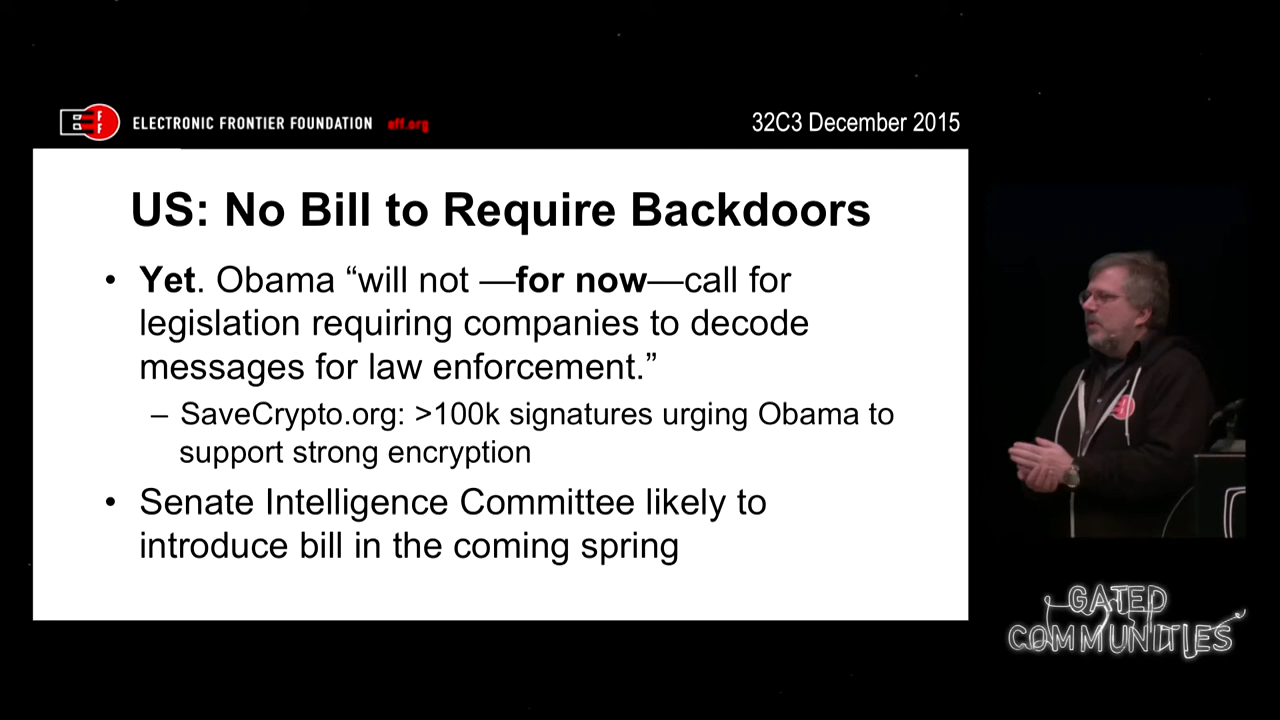 E F F
ELECTRONIC FRONTIER FOUNDATION eff.org
32C3 December 2015
US: No Bill to Require Backdoors
• Yet. Obama “will not —for now—call for
legislation requiring companies to decode
messages for law enforcement.”
– SaveCrypto.org: >100k signatures urging Obama to
support strong encryption
• Senate Intelligence Committee likely to
introduce bill in the coming spring
GATED
COMMUNITIES